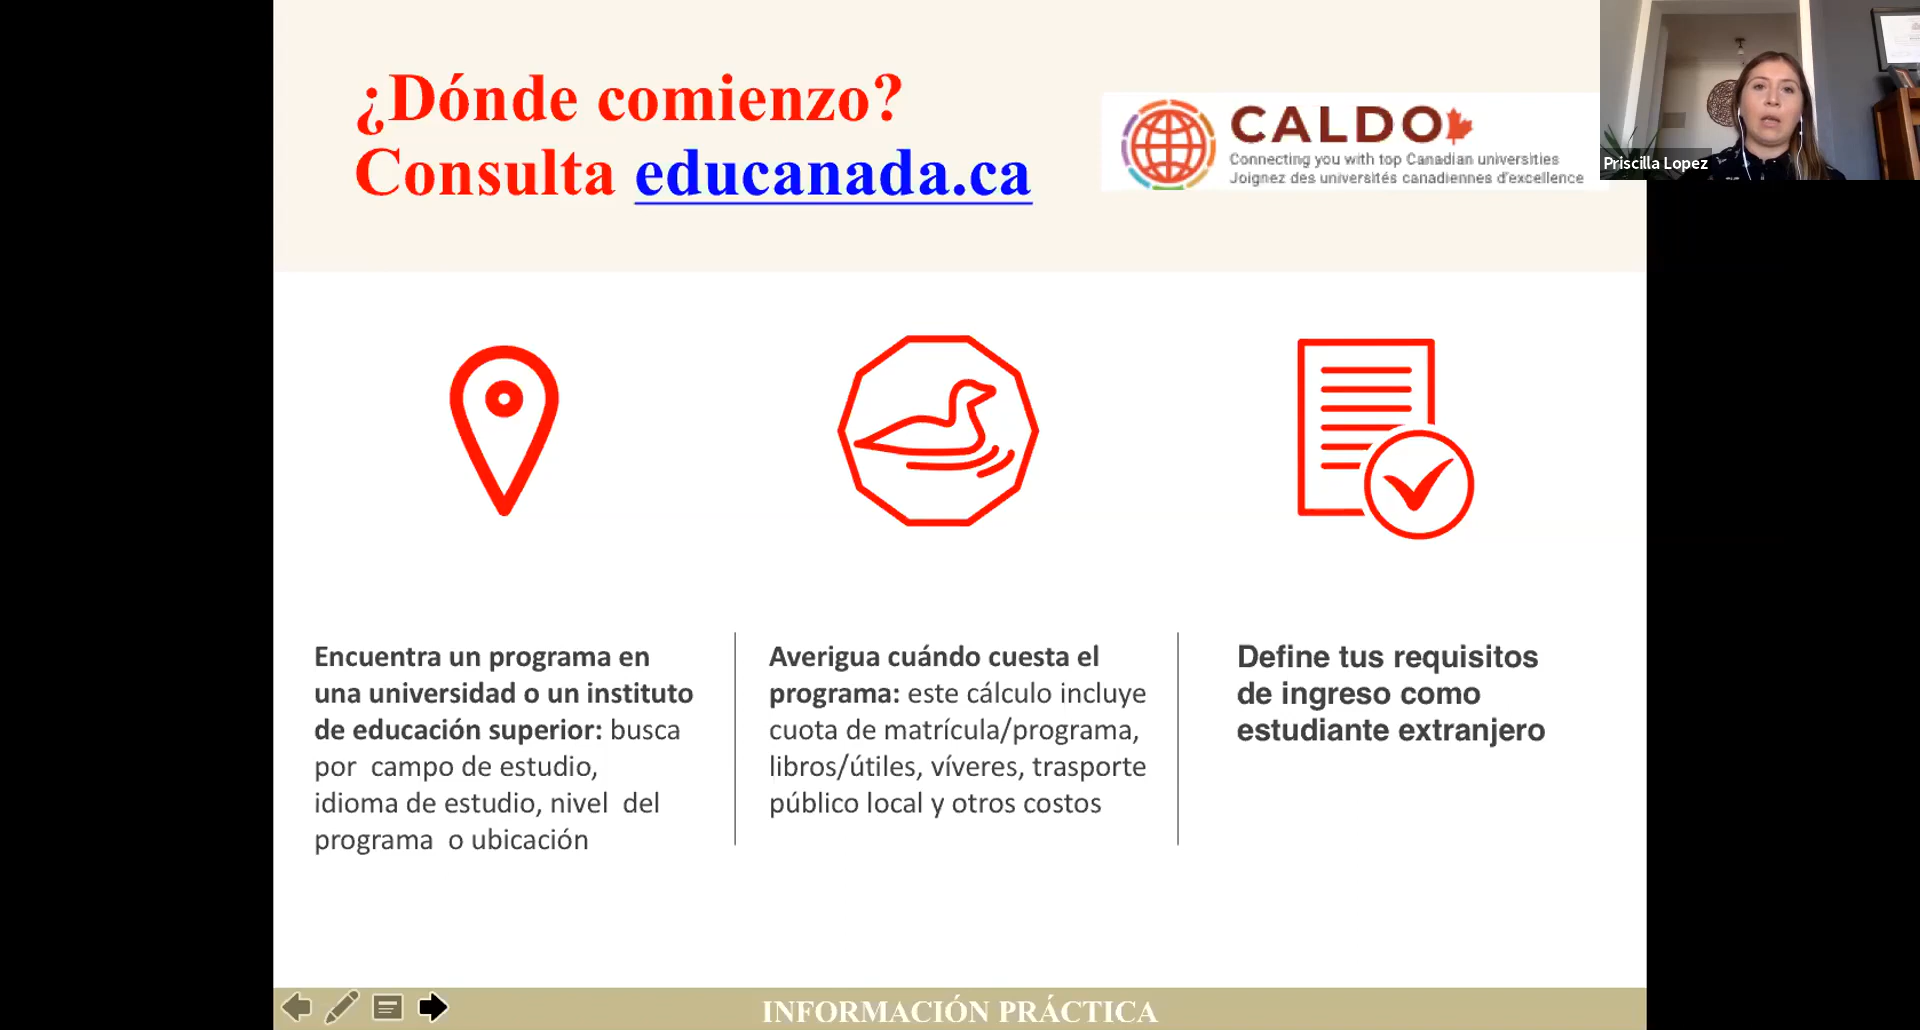 ¿Dónde comienzo?
Consulta educanada.ca
CALDO
Connecting you with top Canadian universities
Joignez des universités canadiennes d'excellence
Priscilla Lopez
Encuentra un programa en
una universidad o un instituto
de educación superior: busca
por campo de estudio,
idioma de estudio, nivel del
programa o ubicación
Averigua cuándo cuesta el
programa: este cálculo incluye
cuota de matrícula/programa,
libros/útiles, víveres, trasporte
público local y otros costos
Define tus requisitos
de ingreso como
estudiante extranjero
INFORMACIÓN PRÁCTICA